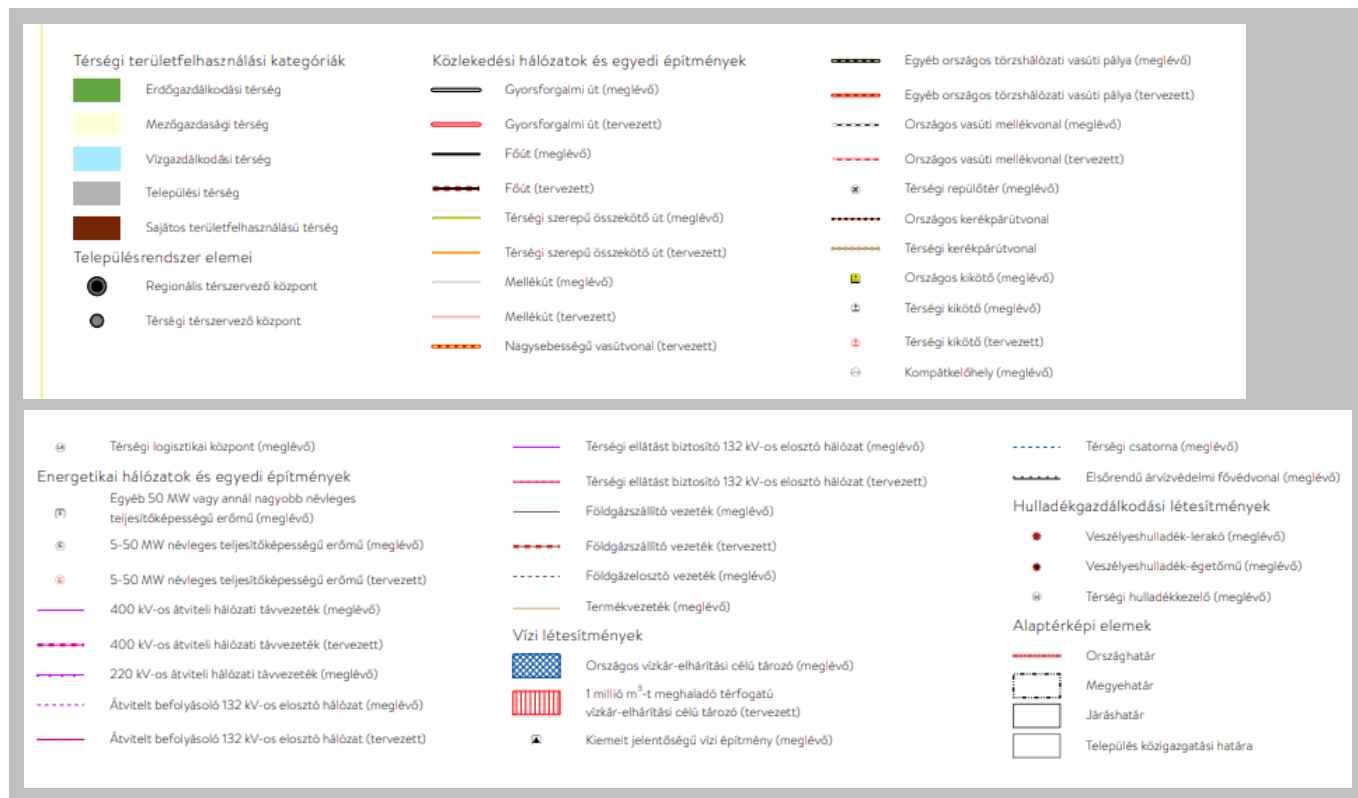 Térségi területfelhasználási kategóriák
Erdőgazdálkodási térség
Mezőgazdasági térség
Vízgazdálkodási térség
Települési térség
Sajátos területfelhasználású térség
Településrendszer elemei
Regionális térszervező központ
Térségi térszervező központ
Közlekedési hálózatok és egyedi építmények
Gyorsforgalmi út (meglévő)
Gyorsforgalmi út (tervezett)
Főút (meglévő)
Főút (tervezett)
Térségi szerepű összekötő út (meglévő)
Térségi szerepű összekötő út (tervezett)
Mellékút (meglévő)
Mellékút (tervezett)
Nagysebességű vasútvonal (tervezett)
Egyéb országos törzshálózati vasúti pálya (meglévő)
Egyéb országos törzshálózati vasúti pálya (tervezett)
Országos vasúti mellékvonal (meglévő)
Országos vasúti mellékvonal (tervezett)
Térségi repülőtér (meglévő)
Országos kerékpárútvonal
Térségi kerékpárútvonal
Országos kikötő (meglévő)
Térségi kikötő (meglévő)
Térségi kikötő (tervezett)
Kompátkelőhely (meglévő)
Térségi logisztikai központ (meglévő)
Energetikai hálózatok és egyedi építmények
Egyéb 50 MW vagy annál nagyobb névleges
teljesítőképességű erőmű (meglévő)
5-50 MW névleges teljesítőképességű erőmű (meglévő)
5-50 MW névleges teljesítőképességű erőmű (tervezett)
400 kV-os átviteli hálózati távvezeték (meglévő)
400 kV-os átviteli hálózati távvezeték (tervezett)
220 kV-os átviteli hálózati távvezeték (meglévő)
Átvitelt befolyásoló 132 kV-os elosztó hálózat (meglévő)
Átvitelt befolyásoló 132 kV-os elosztó hálózat (tervezett)
Térségi ellátást biztosító 132 kV-os elosztó hálózat (meglévő)
Térségi ellátást biztosító 132 kV-os elosztó hálózat (tervezett)
Földgázszállító vezeték (meglévő)
Földgázszállító vezeték (tervezett)
Földgázelosztó vezeték (meglévő)
Termékvezeték (meglévő)
Vízi létesítmények
Országos vízkár-elhárítási célú tározó (meglévő)
1 millió m³-t meghaladó térfogatú
vízkár-elhárítási célú tározó (tervezett)
Kiemelt jelentőségű vízi építmény (meglévő)
Térségi csatorna (meglévő)
Elsőrendű árvízvédelmi fővédvonal (meglévő)
Hulladékgazdálkodási létesítmények
Veszélyeshulladék-lerakó (meglévő)
Veszélyeshulladék-égetőmű (meglévő)
H
Térségi hulladékkezelő (meglévő)
Alaptérképi elemek
Országhatár
Megyehatár
Járáshatár
Település közigazgatási határa